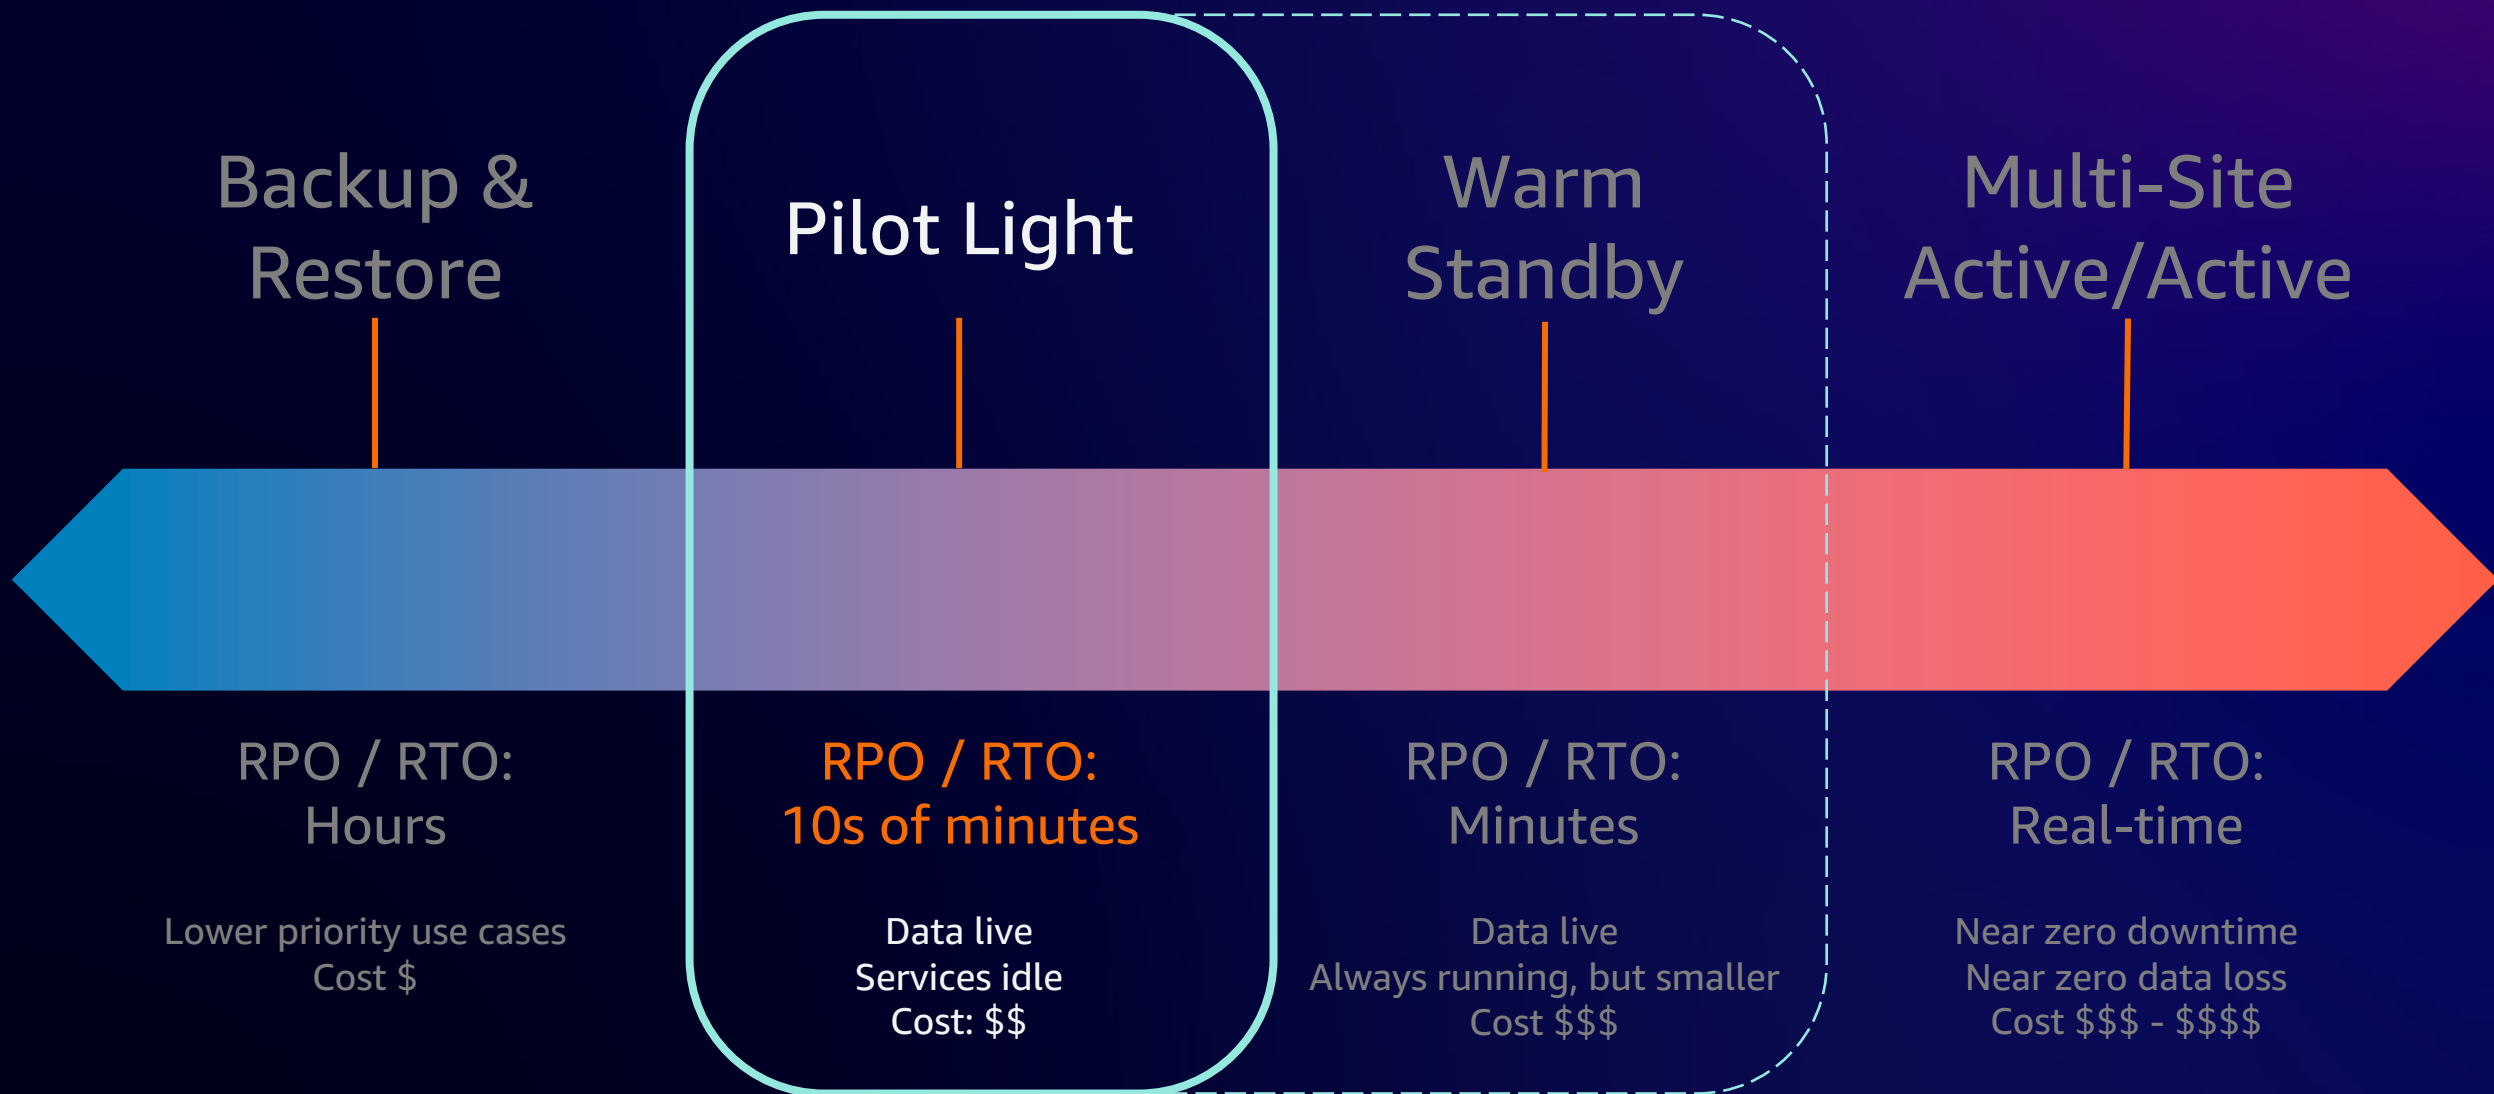 Backup &
Restore
Pilot Light
Warm
Standby
Multi-Site
Active/Active
RPO / RTO:
Hours
Lower priority use cases
Cost $
RPO / RTO:
10s of minutes
Data live
Services idle
Cost: $$
RPO / RTO:
Minutes
Data live
Always running, but smaller
Cost $$$
RPO / RTO:
Real-time
Near zero downtime
Near zero data loss
Cost $$$ - $$$$